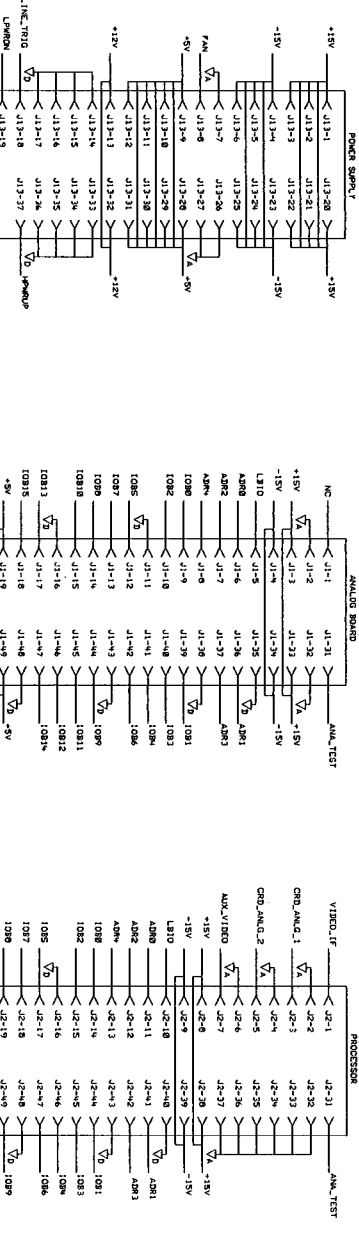 POWER SUPPLY
+15V J13-1 J13-20 +15V
J13-2 J13-21
J13-3 J13-22
-15V J13-4 J13-23 -15V
J13-5 J13-24
J13-6 J13-25
A J13-7 J13-26 A
FAN J13-8 J13-27
+5V J13-9 J13-28 +5V
J13-10 J13-29
J13-11 J13-30
J13-12 J13-31
+12V J13-13 J13-32 +12V
J13-14 J13-33
J13-15 J13-34
J13-16 J13-35
D J13-17 J13-36 D
INE_TRIG J13-18 J13-37 HPWRUP
LPWRDN J13-19
ANALOG BOARD
NC J1-1 J1-31 ANA_TEST
A J1-2 J1-32 A
+15V J1-3 J1-33 +15V
-15V J1-4 J1-34 -15V
LBIO J1-5 J1-35 D
ADR0 J1-6 J1-36 ADR1
ADR2 J1-7 J1-37 ADR3
ADR4 J1-8 J1-38 D
IOB0 J1-9 J1-39 IOB1
IOB2 J1-10 J1-40 IOB3
D J1-11 J1-41 IOB4
IOB5 J1-12 J1-42 IOB6
IOB7 J1-13 J1-43 D
IOB8 J1-14 J1-44 IOB9
IOB10 J1-15 J1-45 IOB11
D J1-16 J1-46 IOB12
IOB13 J1-17 J1-47 IOB14
IOB15 J1-18 J1-48 D
+5V J1-19 J1-49 +5V
PROCESSOR
VIDEO_IF J2-1 J2-31 ANA_TEST
A J2-2 J2-32
CRD_ANLG_1 J2-3 J2-33
A J2-4 J2-34
CRD_ANLG_2 J2-5 J2-35
A J2-6 J2-36
AUX_VIDEO J2-7 J2-37 A
+15V J2-8 J2-38 +15V
-15V J2-9 J2-39 -15V
LBIO J2-10 J2-40 D
ADR0 J2-11 J2-41 ADR1
ADR2 J2-12 J2-42 ADR3
ADR4 J2-13 J2-43 D
IOB0 J2-14 J2-44 IOB1
IOB2 J2-15 J2-45 IOB3
D J2-16 J2-46 IOB4
IOB5 J2-17 J2-47 IOB6
IOB7 J2-18 J2-48 D
IOB8 J2-19 J2-49 IOB9